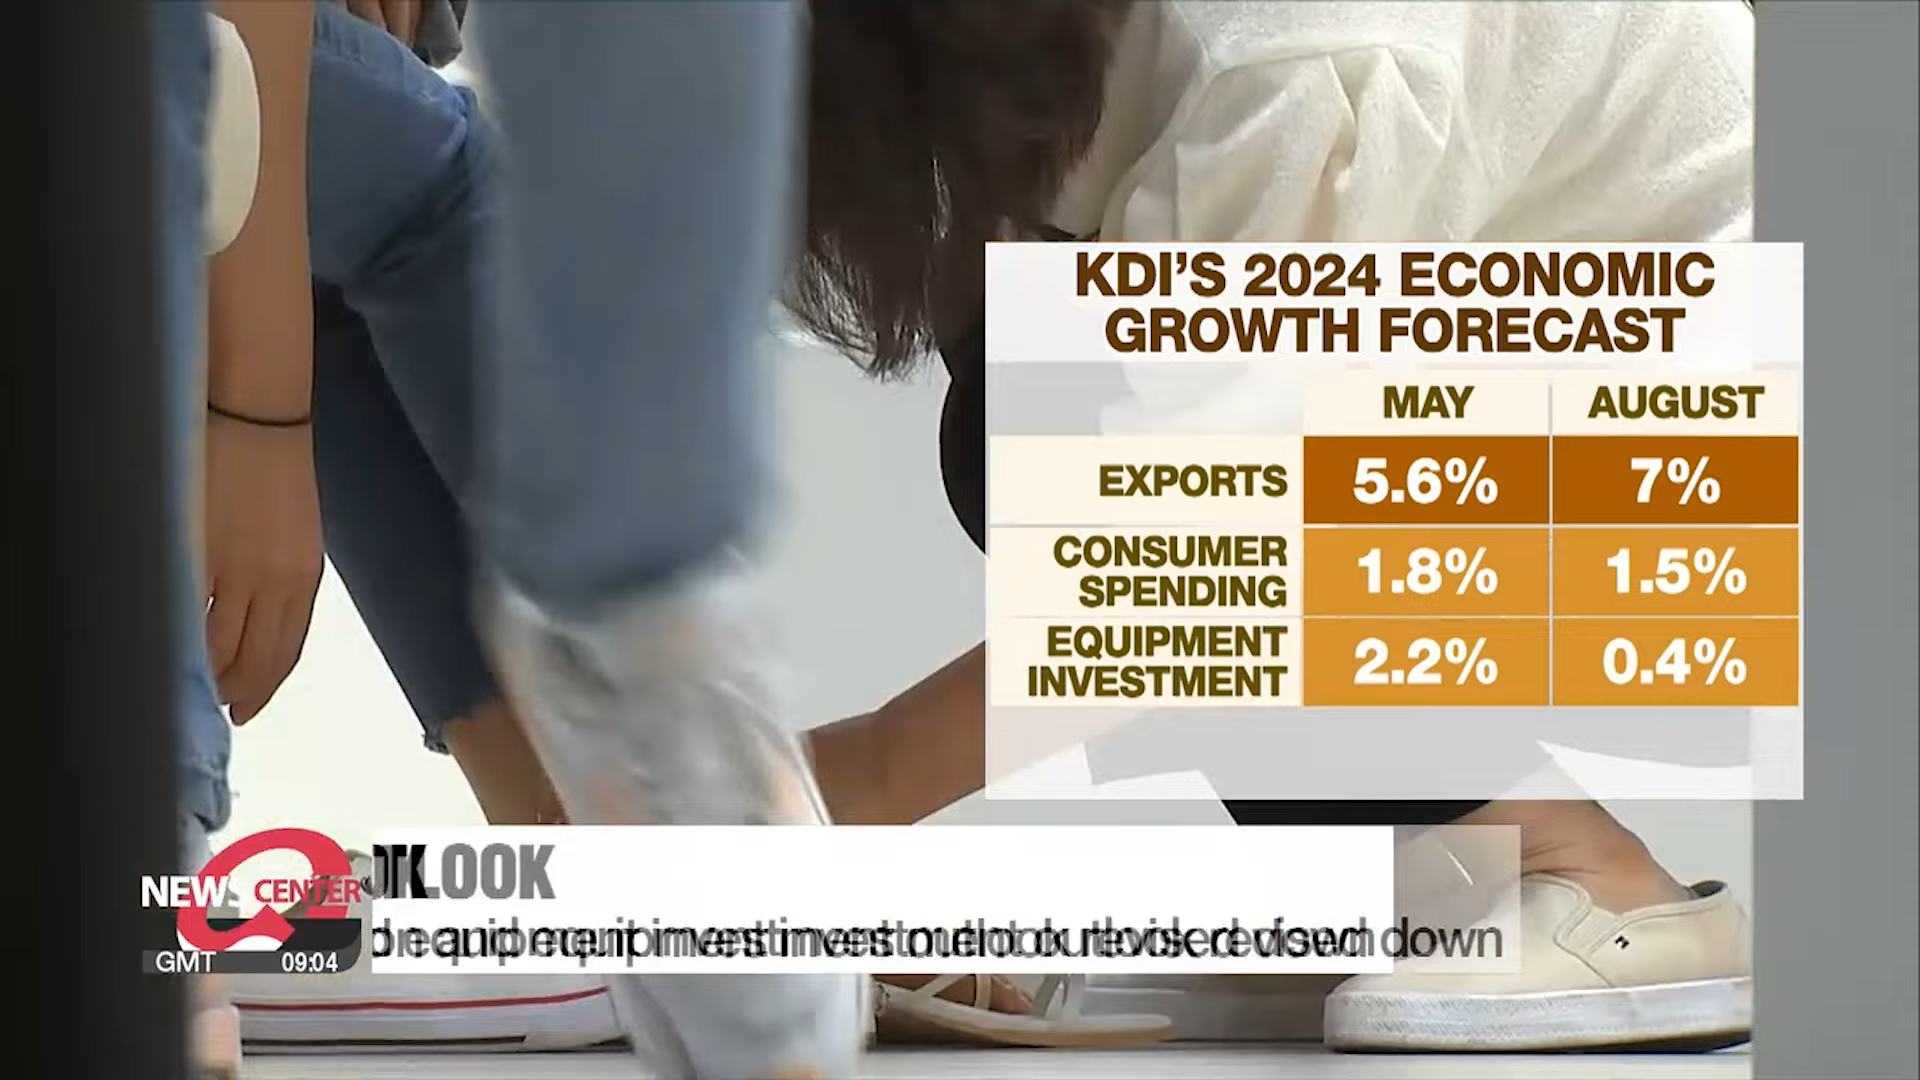 KDI'S 2024 ECONOMIC
GROWTH FORECAST
MAY AUGUST
EXPORTS 5.6% 7%
CONSUMER
SPENDING 1.8% 1.5%
EQUIPMENT
INVESTMENT 2.2% 0.4%
NEWS CENTER
GMT 09:04
LOOK
revised down